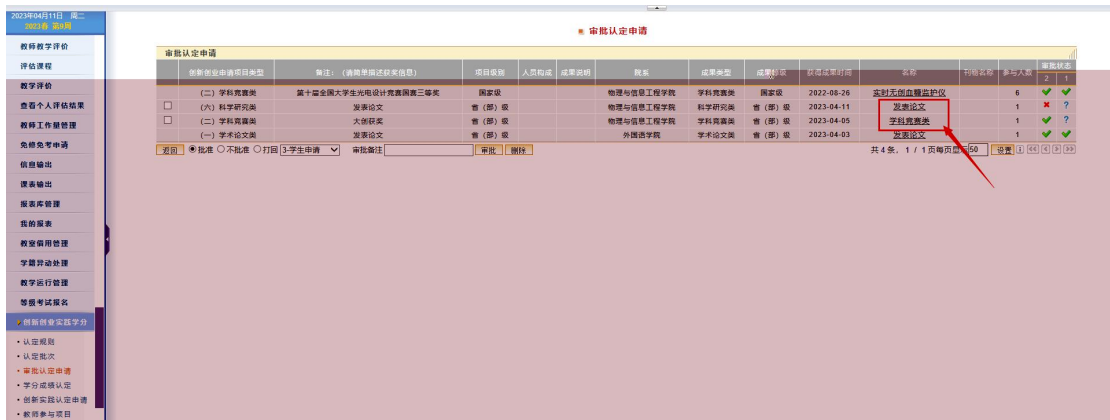 2023年04月11日 周二
2023春 第9周
教师教学评价
评估课程
教学评价
查看个人评估结果
教师工作量管理
免修免考申请
信息输出
课表输出
报表库管理
我的报表
教室借用管理
学籍异动处理
教学运行管理
等级考试报名
创新创业实践学分
• 认定规则
• 认定批次
• 审批认定申请
• 学分成绩认定
• 创新实践认定申请
• 教师参与项目
审批认定申请
审批认定申请
创新创业申请项目类型 备注：（请简单描述获奖信息） 项目级别 人员构成 成果说明 院系 成果类型 成果等级 获得成果时间 名称 刊物名称 参与人数 审批状态
2 1
（二）学科竞赛类 第十届全国大学生光电设计竞赛国赛三等奖 国家级 物理与信息工程学院 学科竞赛类 国家级 2022-08-26 实时无创血糖监护仪 6
（六）科学研究类 发表论文 省（部）级 物理与信息工程学院 科学研究类 省（部）级 2023-04-11 发表论文 1 ?
（二）学科竞赛类 大创获奖 省（部）级 物理与信息工程学院 学科竞赛类 省（部）级 2023-04-05 学科竞赛类 1 ?
（一）学术论文类 发表论文 省（部）级 外国语学院 学术论文类 省（部）级 2023-04-03 发表论文 1
返回 批准 不批准 打回 3-学生申请 审批备注 审批 删除 共4条，1 / 1页每页 50 设置